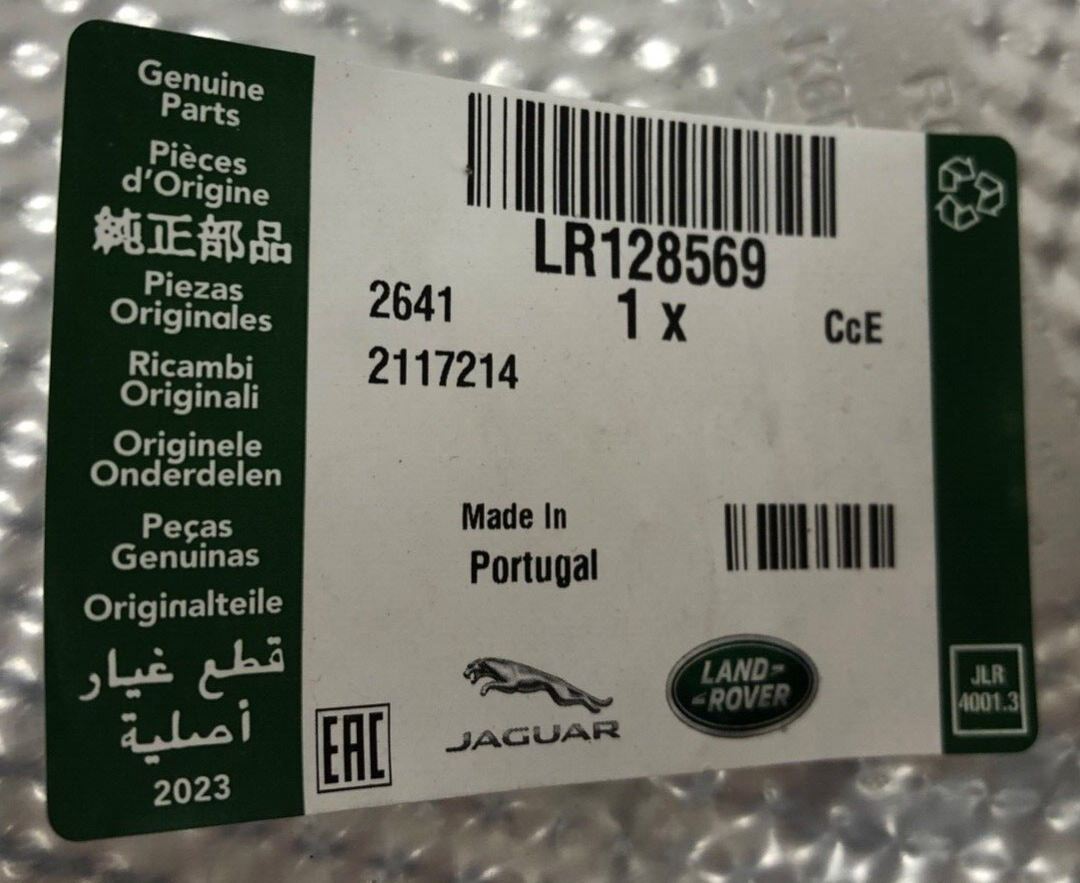 Genuine
Parts
Pièces
d'Origine
純正部品
Piezas
Originales
Ricambi
Originali
Originele
Onderdelen
Peças
Genuinas
Originalteile
قطع غيار
أصلية
2023
LR128569
2641
1 x
CcE
2117214
Made In
Portugal
EAC
JAGUAR
LAND-
ROVER
JLR
4001.3